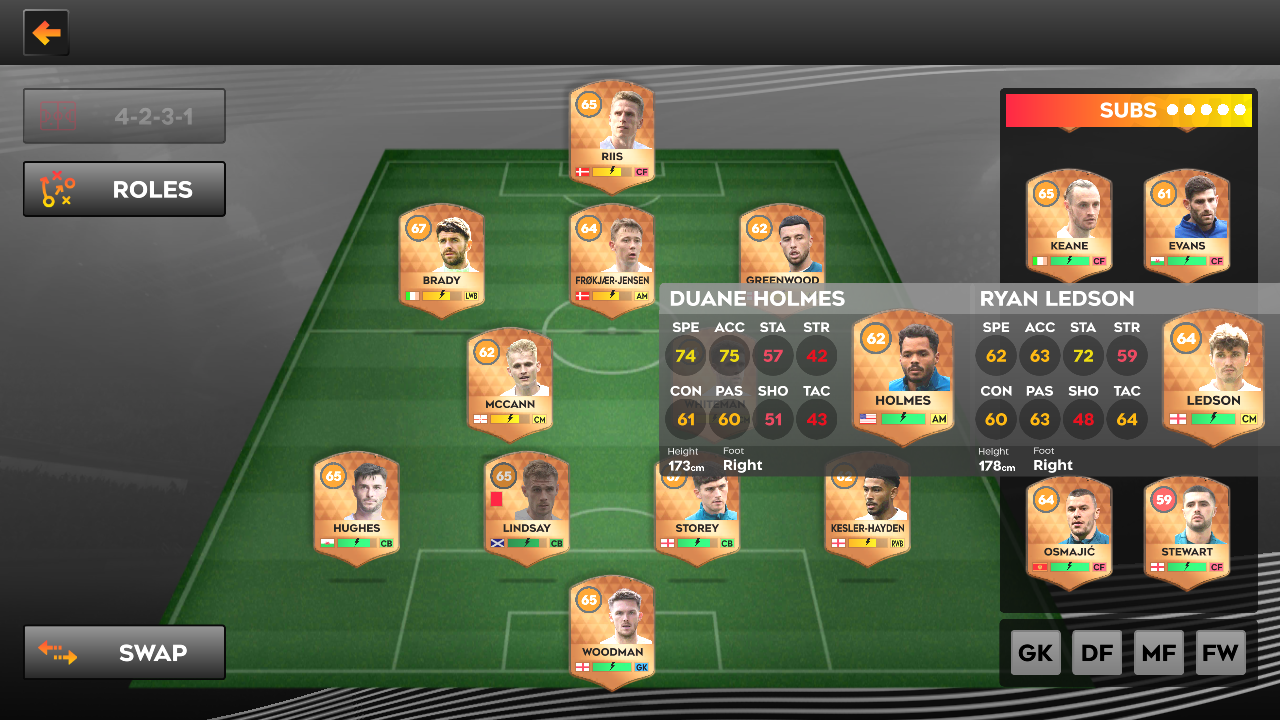 4-2-3-1
ROLES
SUBS
65
RIIS
CF
67
BRADY
LWB
64
FRØKJÆR-JENSEN
AM
62
GREENWOOD
65
KEANE
CF
61
EVANS
CF
DUANE HOLMES
SPE ACC STA STR
74 75 57 42
CON PAS SHO TAC
61 60 51 43
Height Foot
173cm Right
62
HOLMES
AM
RYAN LEDSON
SPE ACC STA STR
62 63 72 59
CON PAS SHO TAC
60 63 48 64
Height Foot
178cm Right
64
LEDSON
CM
62
MCCANN
CM
WHITEMAN
65
HUGHES
CB
65
LINDSAY
CB
67
STOREY
CB
62
KESLER-HAYDEN
RWB
64
OSMAJIĆ
CF
59
STEWART
CF
65
WOODMAN
GK
SWAP
GK DF MF FW